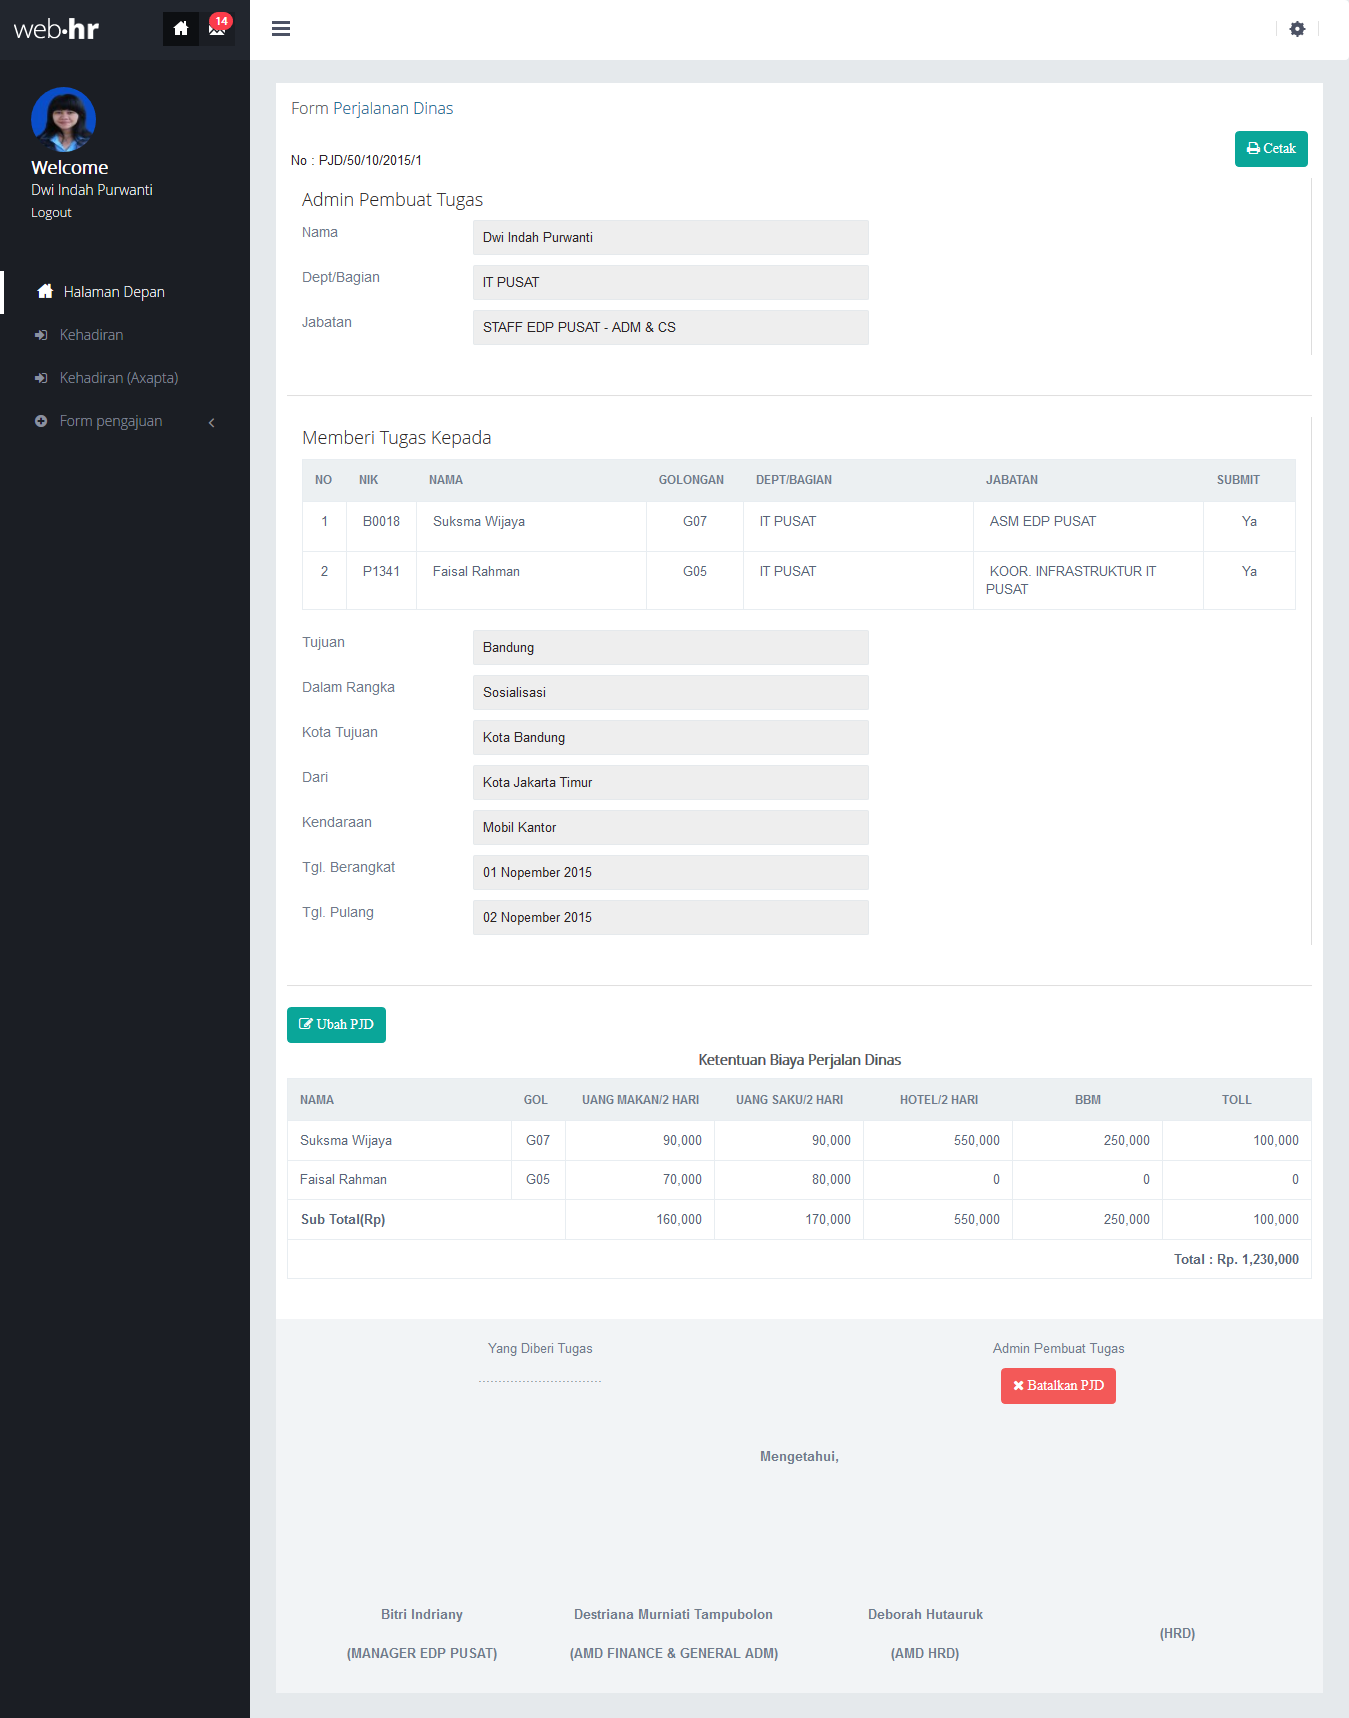 web·hr
14
Welcome
Dwi Indah Purwanti
Logout
Halaman Depan
Kehadiran
Kehadiran (Axapta)
Form pengajuan
Form Perjalanan Dinas
No : PJD/50/10/2015/1
Cetak
Admin Pembuat Tugas
Nama Dwi Indah Purwanti
Dept/Bagian IT PUSAT
Jabatan STAFF EDP PUSAT - ADM & CS
Memberi Tugas Kepada
NO NIK NAMA GOLONGAN DEPT/BAGIAN JABATAN SUBMIT
1 B0018 Suksma Wijaya G07 IT PUSAT ASM EDP PUSAT Ya
2 P1341 Faisal Rahman G05 IT PUSAT KOOR. INFRASTRUKTUR IT Ya
PUSAT
Tujuan Bandung
Dalam Rangka Sosialisasi
Kota Tujuan Kota Bandung
Dari Kota Jakarta Timur
Kendaraan Mobil Kantor
Tgl. Berangkat 01 Nopember 2015
Tgl. Pulang 02 Nopember 2015
Ubah PJD
Ketentuan Biaya Perjalan Dinas
NAMA GOL UANG MAKAN/2 HARI UANG SAKU/2 HARI HOTEL/2 HARI BBM TOLL
Suksma Wijaya G07 90,000 90,000 550,000 250,000 100,000
Faisal Rahman G05 70,000 80,000 0 0 0
Sub Total(Rp) 160,000 170,000 550,000 250,000 100,000
Total : Rp. 1,230,000
Yang Diberi Tugas Admin Pembuat Tugas
Batalkan PJD
Mengetahui,
Bitri Indriany Destriana Murniati Tampubolon Deborah Hutauruk
(HRD)
(MANAGER EDP PUSAT) (AMD FINANCE & GENERAL ADM) (AMD HRD)